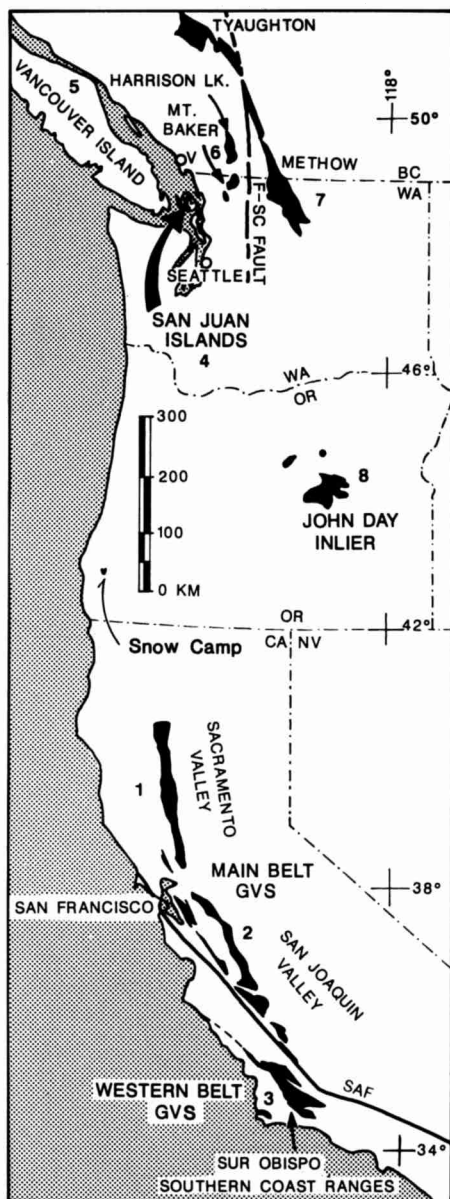 TYAUGHTON
118°
HARRISON LK.
50°
5
VANCOUVER ISLAND
MT.
BAKER
V
6
METHOW
BC
WA
7
F-SC FAULT
SEATTLE
SAN JUAN
ISLANDS
4
46°
WA
OR
300
200
100
0 KM
8
JOHN DAY
INLIER
Snow Camp
OR
CA NV
42°
SACRAMENTO
VALLEY
1
MAIN BELT
GVS
38°
SAN FRANCISCO
2
SAN JOAQUIN
VALLEY
WESTERN BELT
GVS
3
SAF
34°
SUR OBISPO
SOUTHERN COAST RANGES